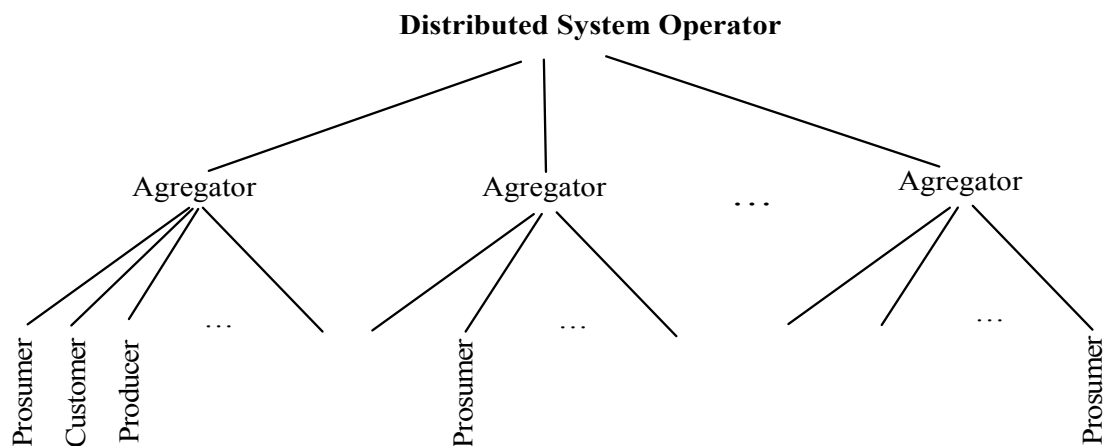 Distributed System Operator
Agregator
Agregator
...
Agregator
...
...
...
Prosumer
Customer
Producer
Prosumer
Prosumer